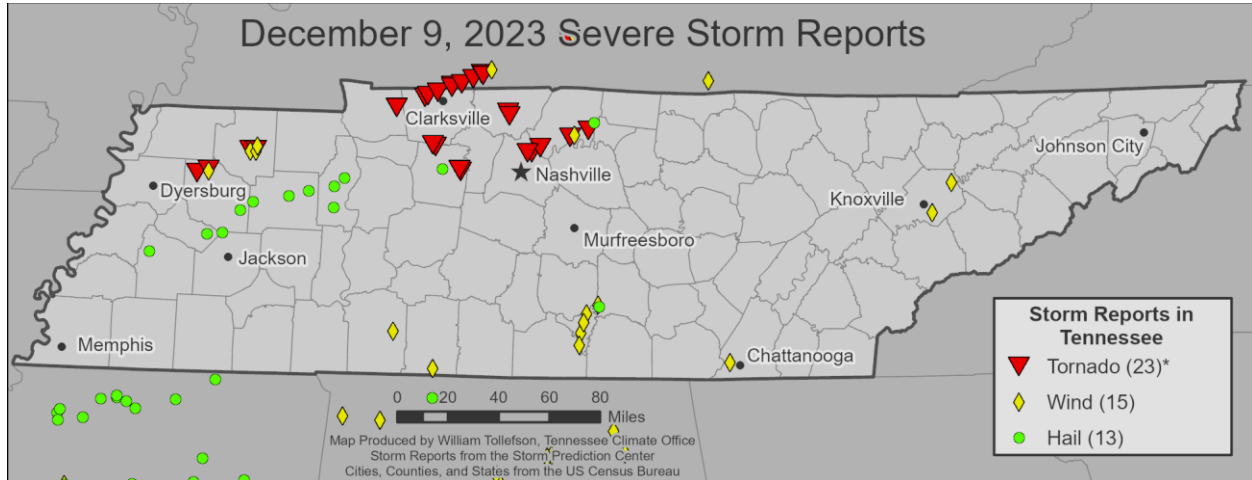 December 9, 2023 Severe Storm Reports
Clarksville
Johnson City
Nashville
Dyersburg
Knoxville
Murfreesboro
Jackson
Memphis
Chattanooga
Storm Reports in
Tennessee
Tornado (23)*
Wind (15)
Hail (13)
0 20 40 60 80
Miles
Map Produced by William Tollefson, Tennessee Climate Office
Storm Reports from the Storm Prediction Center
Cities, Counties, and States from the US Census Bureau